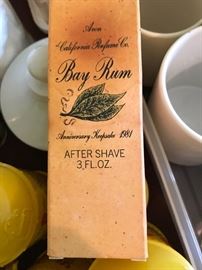 Avon
California Perfume Co.
Bay Rum
Anniversary Keepsake 1981
AFTER SHAVE
3 FL. OZ.